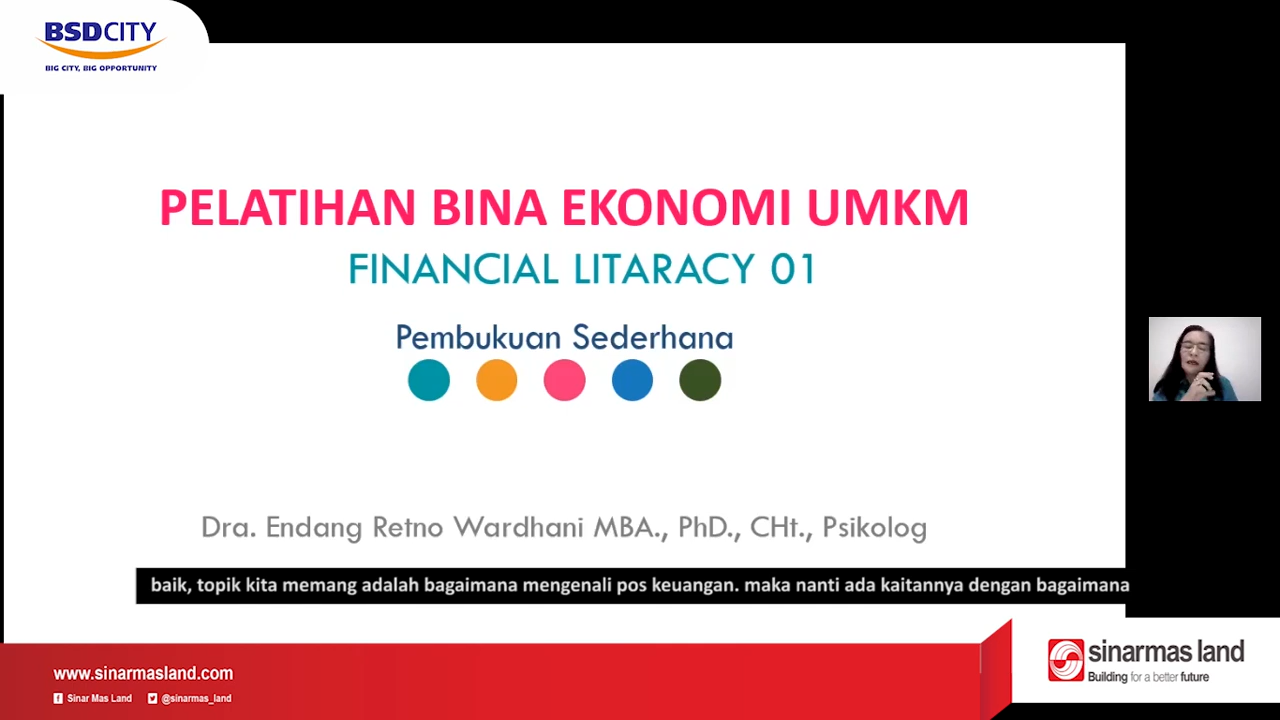 BSDCITY
BIG CITY, BIG OPPORTUNITY
PELATIHAN BINA EKONOMI UMKM
FINANCIAL LITARACY 01
Pembukuan Sederhana
Dra. Endang Retno Wardhani MBA., PhD., CHt., Psikolog
baik, topik kita memang adalah bagaimana mengenali pos keuangan. maka nanti ada kaitannya dengan bagaimana
www.sinarmasland.com
Sinar Mas Land @sinarmas_land
sinarmas land
Building for a better future